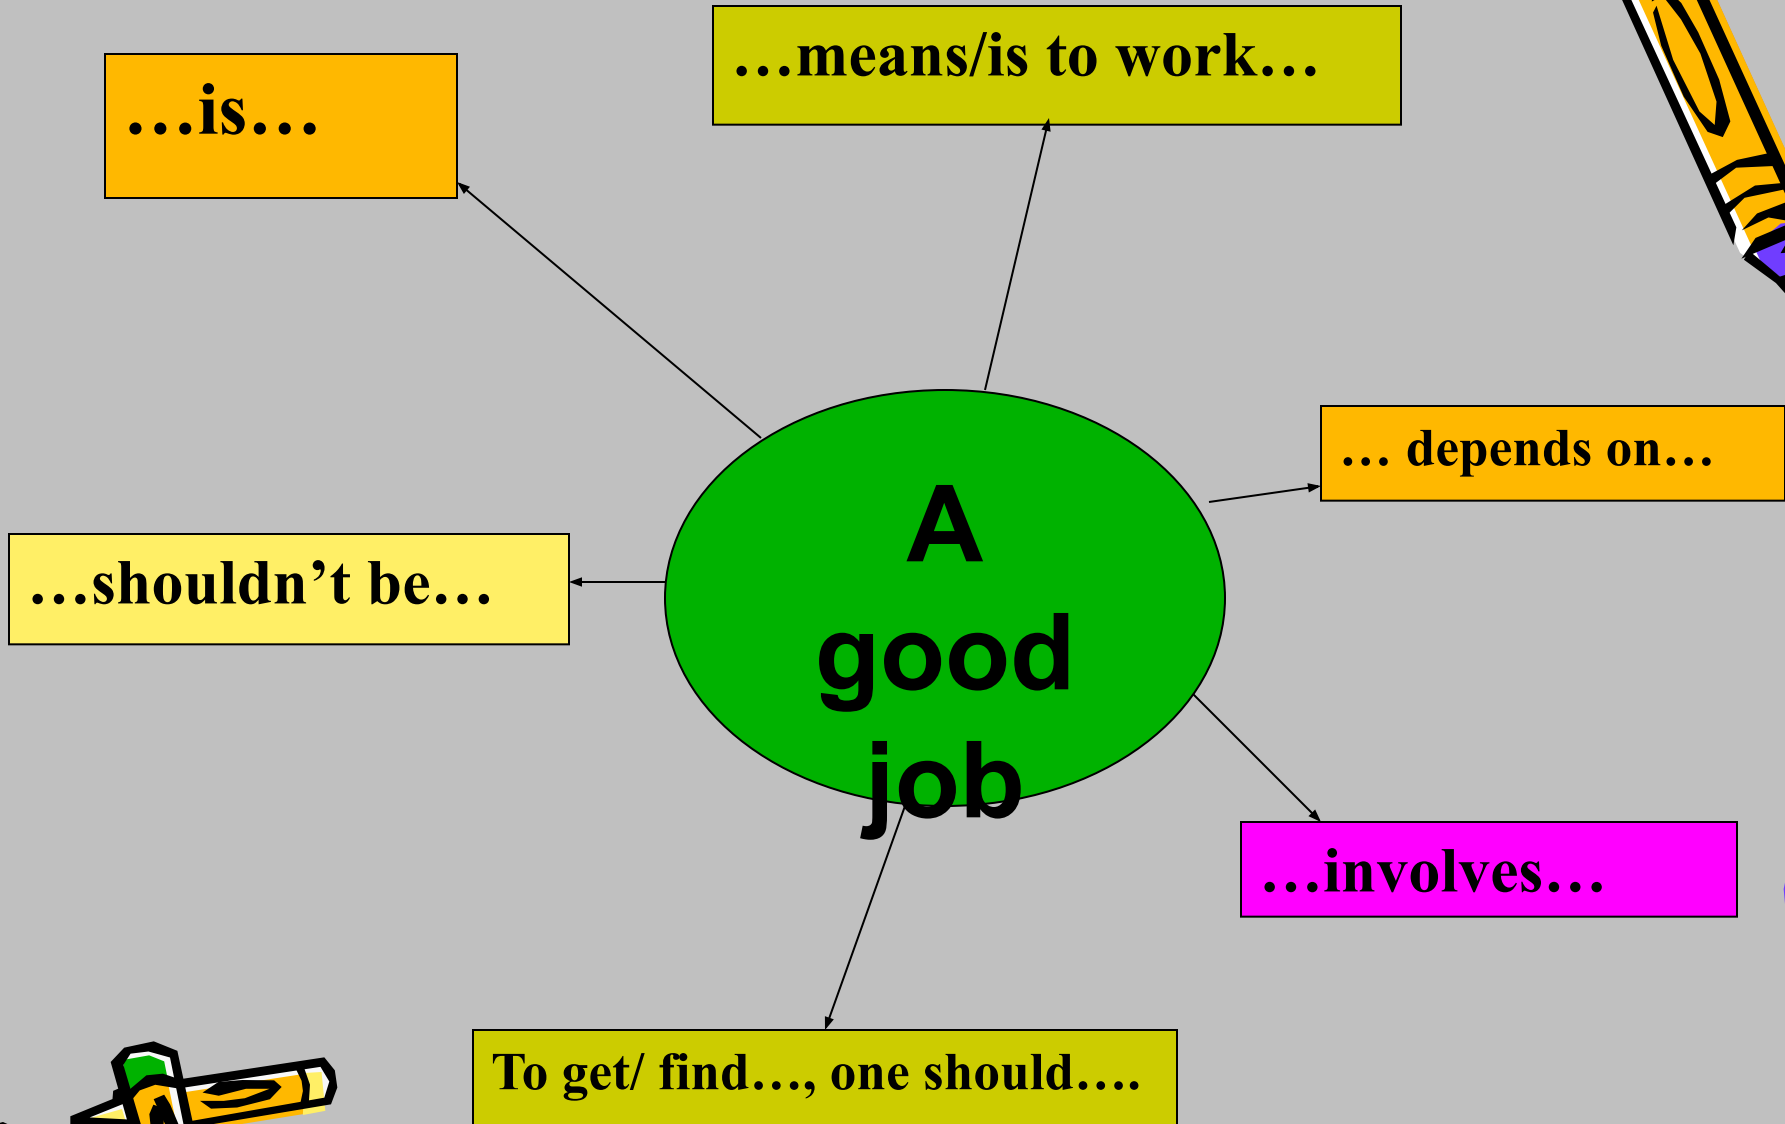 …means/is to work…
…is…
… depends on…
A
good
job
…shouldn’t be…
…involves…
To get/ find…, one should….